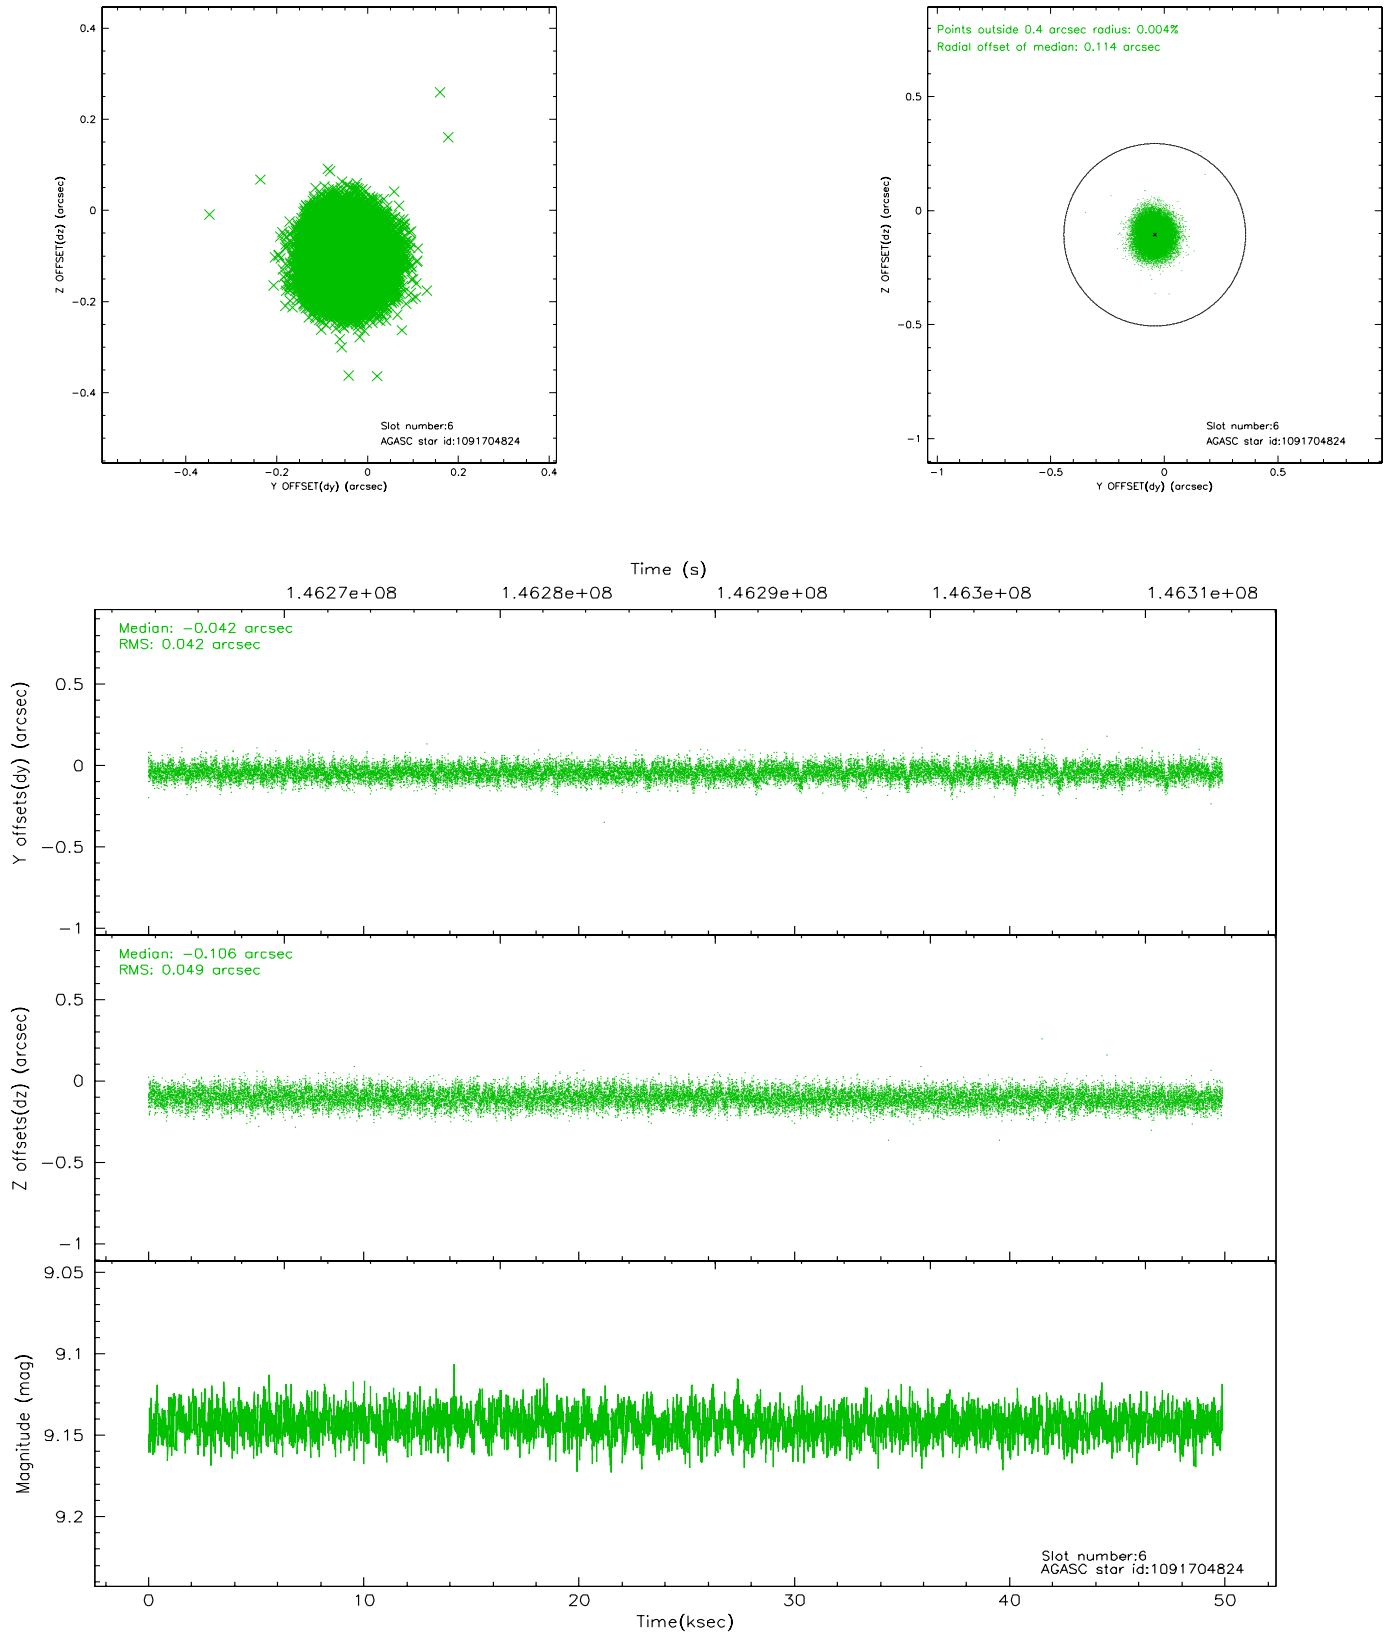 0.4
0.2
0
−0.2
−0.4
Z OFFSET(dz) (arcsec)
Slot number:6
AGASC star id:1091704824
−0.4 −0.2 0 0.2 0.4
Y OFFSET(dy) (arcsec)
Points outside 0.4 arcsec radius: 0.004%
Radial offset of median: 0.114 arcsec
0.5
0
−0.5
−1
Z OFFSET(dz) (arcsec)
Slot number:6
AGASC star id:1091704824
−1 −0.5 0 0.5
Y OFFSET(dy) (arcsec)
Time (s)
1.4627e+08 1.4628e+08 1.4629e+08 1.463e+08 1.4631e+08
Median: −0.042 arcsec
RMS: 0.042 arcsec
0.5
0
−0.5
−1
Y offsets(dy) (arcsec)
Median: −0.106 arcsec
RMS: 0.049 arcsec
0.5
0
−0.5
−1
Z offsets(dz) (arcsec)
9.05
9.1
9.15
9.2
Magnitude (mag)
Slot number:6
AGASC star id:1091704824
0 10 20 30 40 50
Time(ksec)